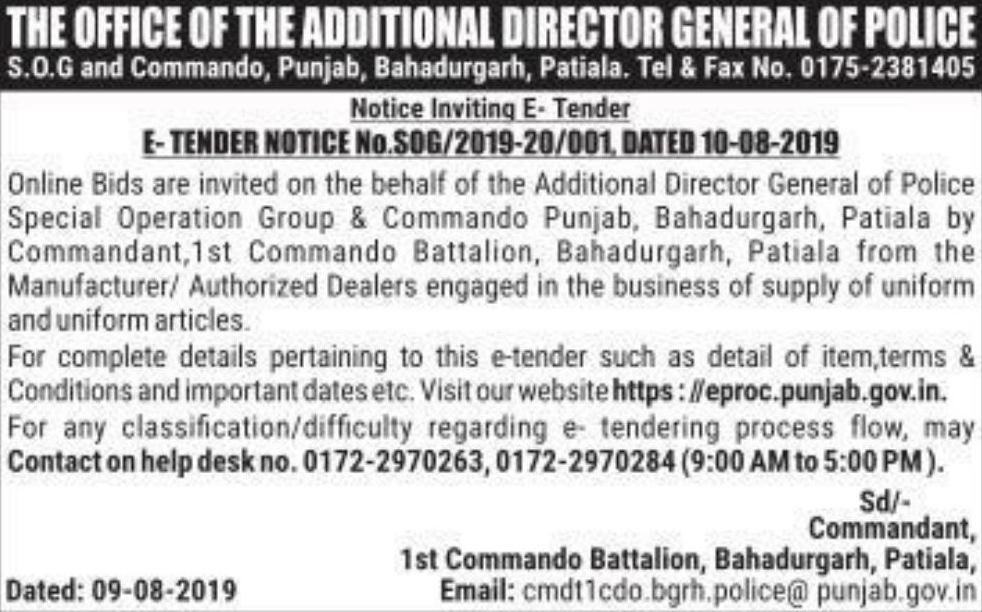 THE OFFICE OF THE ADDITIONAL DIRECTOR GENERAL OF POLICE
S.O.G and Commando, Punjab, Bahadurgarh, Patiala. Tel & Fax No. 0175-2381405
Notice Inviting E- Tender
E- TENDER NOTICE No.SOG/2019-20/001, DATED 10-08-2019
Online Bids are invited on the behalf of the Additional Director General of Police
Special Operation Group & Commando Punjab, Bahadurgarh, Patiala by
Commandant,1st Commando Battalion, Bahadurgarh, Patiala from the
Manufacturer/ Authorized Dealers engaged in the business of supply of uniform
and uniform articles.
For complete details pertaining to this e-tender such as detail of item,terms &
Conditions and important dates etc. Visit our website https : //eproc.punjab.gov.in.
For any classification/difficulty regarding e- tendering process flow, may
Contact on help desk no. 0172-2970263, 0172-2970284 (9:00 AM to 5:00 PM ).
Sd/-
Commandant,
1st Commando Battalion, Bahadurgarh, Patiala,
Dated: 09-08-2019 Email: cmdt1cdo.bgrh.police@ punjab.gov.in